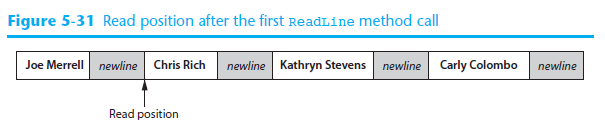 Figure 5-31 Read position after the first ReadLine method call
Joe Merrell newline Chris Rich newline Kathryn Stevens newline Carly Colombo newline
Read position